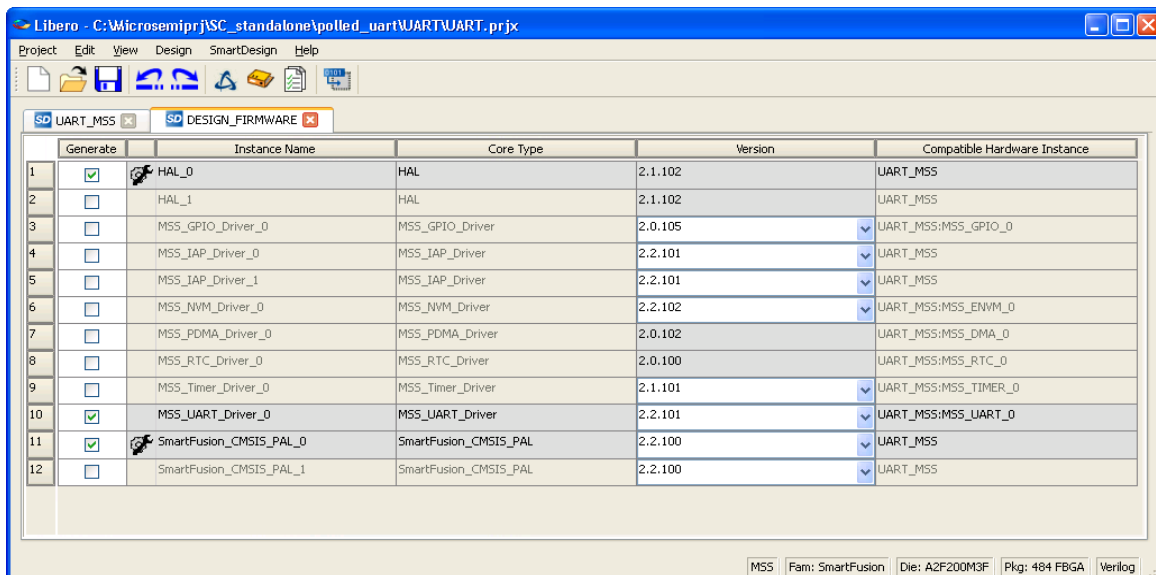 Libero - C:\Microsemiprj\SC_standalone\polled_uart\UART\UART.prjx
Project Edit View Design SmartDesign Help
SD UART_MSS SD DESIGN_FIRMWARE
Generate Instance Name Core Type Version Compatible Hardware Instance
1 HAL_0 HAL 2.1.102 UART_MSS
2 HAL_1 HAL 2.1.102 UART_MSS
3 MSS_GPIO_Driver_0 MSS_GPIO_Driver 2.0.105 UART_MSS:MSS_GPIO_0
4 MSS_IAP_Driver_0 MSS_IAP_Driver 2.2.101 UART_MSS
5 MSS_IAP_Driver_1 MSS_IAP_Driver 2.2.101 UART_MSS
6 MSS_NVM_Driver_0 MSS_NVM_Driver 2.2.102 UART_MSS:MSS_ENVM_0
7 MSS_PDMA_Driver_0 MSS_PDMA_Driver 2.0.102 UART_MSS:MSS_DMA_0
8 MSS_RTC_Driver_0 MSS_RTC_Driver 2.0.100 UART_MSS:MSS_RTC_0
9 MSS_Timer_Driver_0 MSS_Timer_Driver 2.1.101 UART_MSS:MSS_TIMER_0
10 MSS_UART_Driver_0 MSS_UART_Driver 2.2.101 UART_MSS:MSS_UART_0
11 SmartFusion_CMSIS_PAL_0 SmartFusion_CMSIS_PAL 2.2.100 UART_MSS
12 SmartFusion_CMSIS_PAL_1 SmartFusion_CMSIS_PAL 2.2.100 UART_MSS
MSS Fam: SmartFusion Die: A2F200M3F Pkg: 484 FBGA Verilog